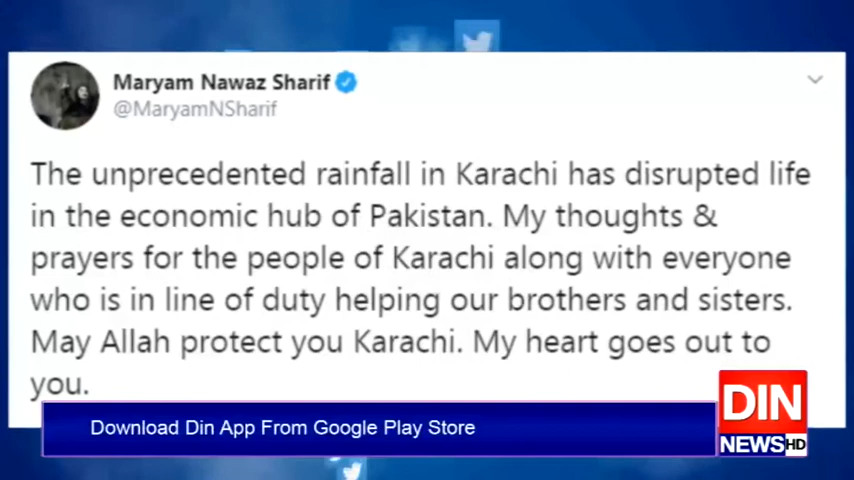 Maryam Nawaz Sharif
@MaryamNSharif
The unprecedented rainfall in Karachi has disrupted life
in the economic hub of Pakistan. My thoughts &
prayers for the people of Karachi along with everyone
who is in line of duty helping our brothers and sisters.
May Allah protect you Karachi. My heart goes out to
you.
Download Din App From Google Play Store
DIN
NEWS HD